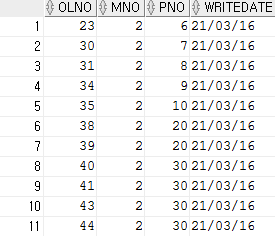 OLNO MNO PNO WRITEDATE
1 23 2 6 21/03/16
2 30 2 7 21/03/16
3 31 2 8 21/03/16
4 34 2 9 21/03/16
5 35 2 10 21/03/16
6 38 2 20 21/03/16
7 39 2 20 21/03/16
8 40 2 30 21/03/16
9 41 2 30 21/03/16
10 43 2 30 21/03/16
11 44 2 30 21/03/16